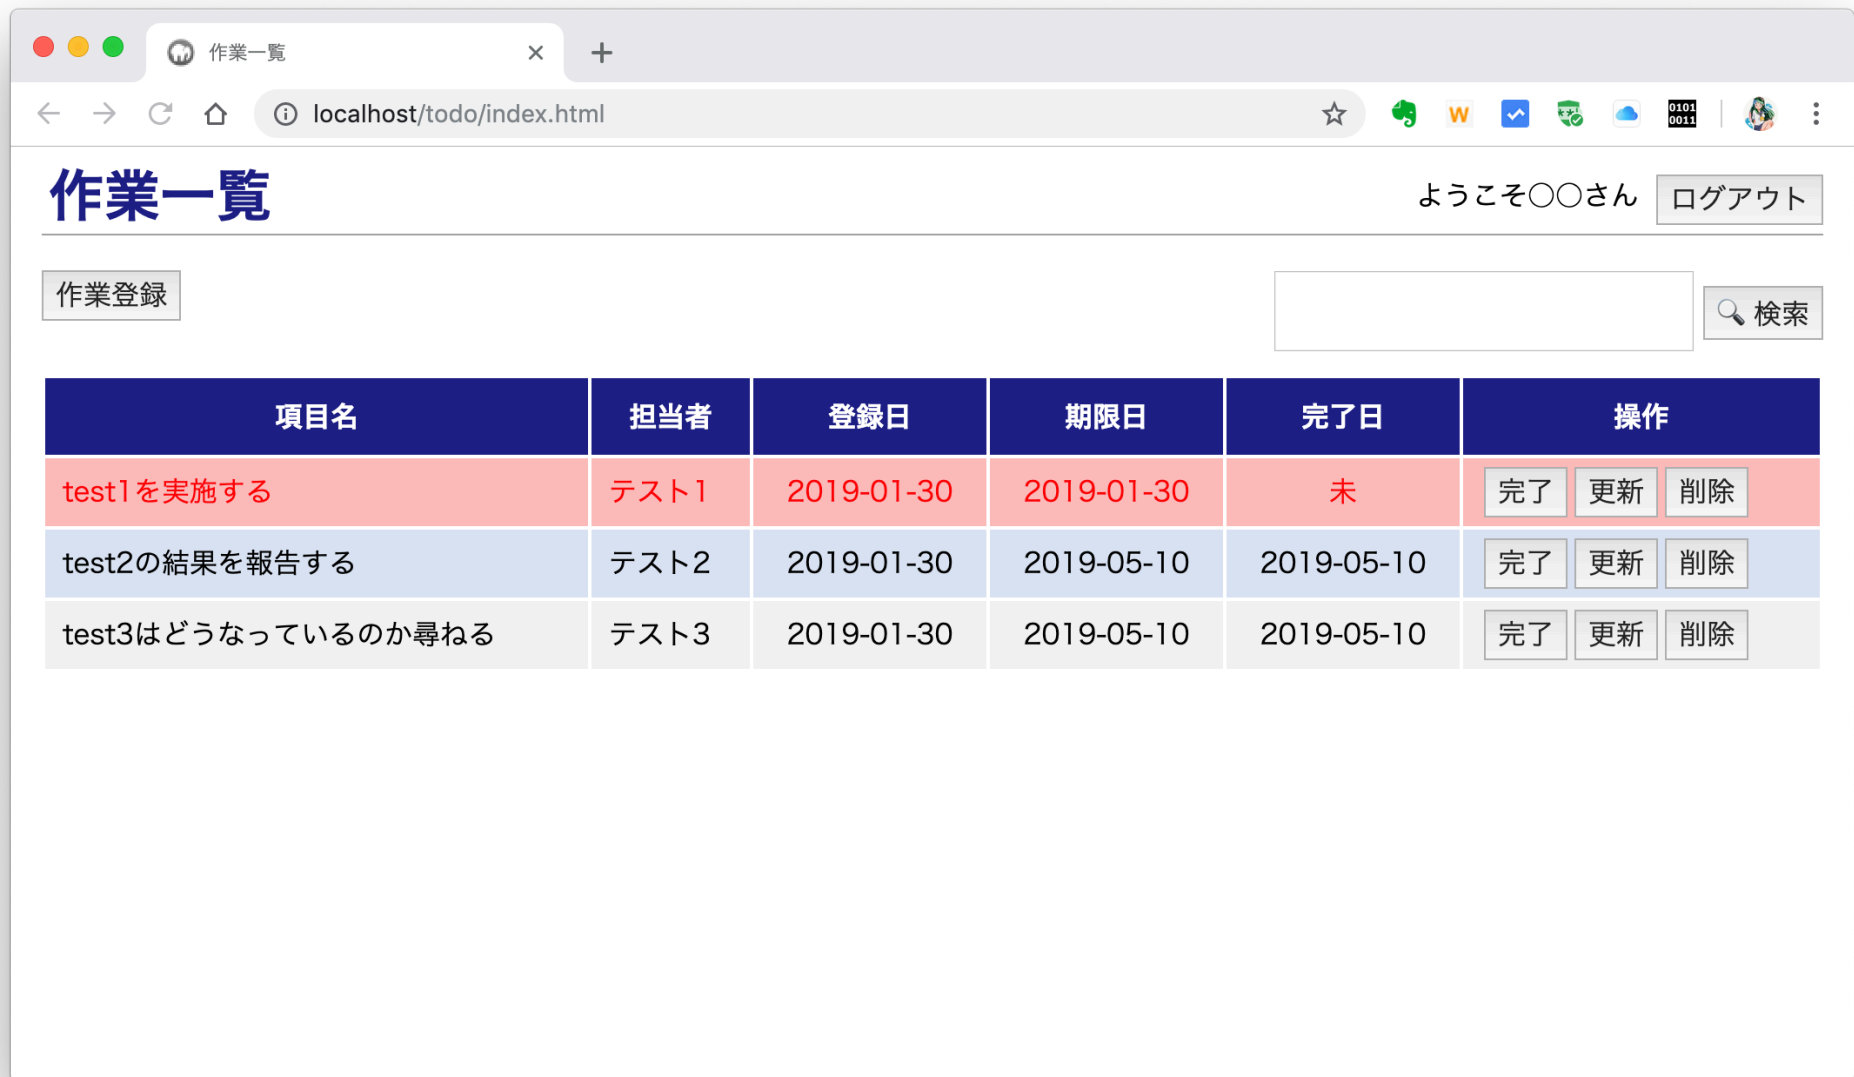 作業一覧
localhost/todo/index.html
W
0101
0011
作業一覧
ようこそ〇〇さん ログアウト
作業登録 検索
項目名 担当者 登録日 期限日 完了日 操作
test1を実施する テスト1 2019-01-30 2019-01-30 未 完了 更新 削除
test2の結果を報告する テスト2 2019-01-30 2019-05-10 2019-05-10 完了 更新 削除
test3はどうなっているのか尋ねる テスト3 2019-01-30 2019-05-10 2019-05-10 完了 更新 削除